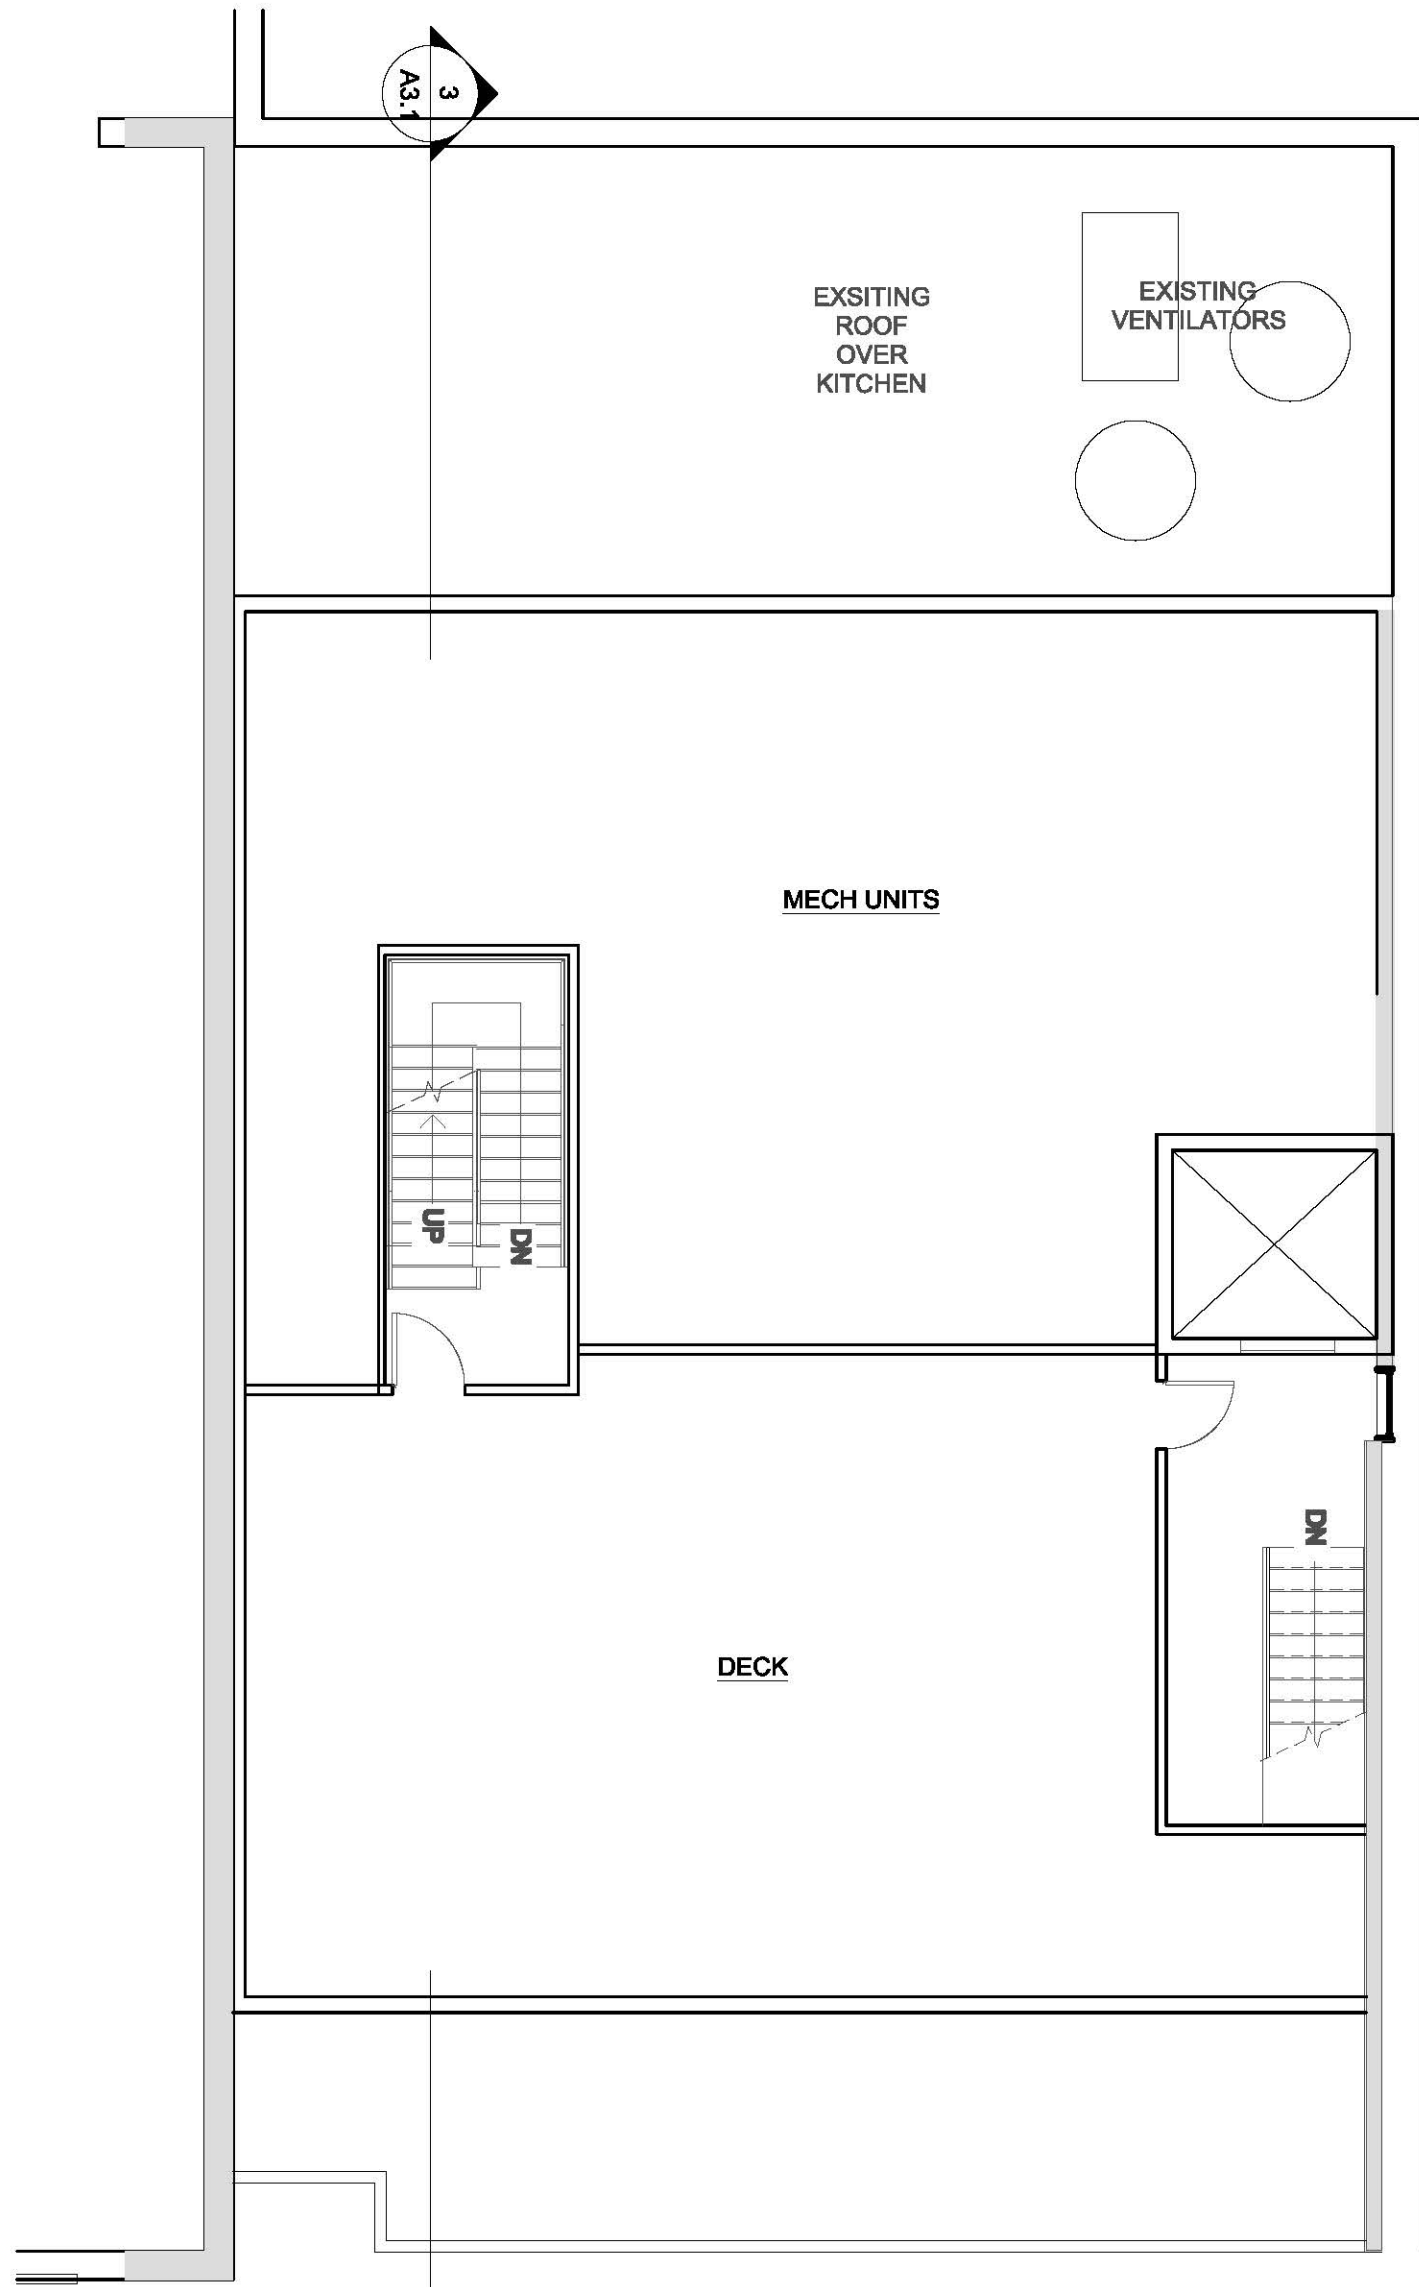 3
A3.1
EXSITING
ROOF
OVER
KITCHEN
EXISTING
VENTILATORS
MECH UNITS
UP
DN
DN
DECK